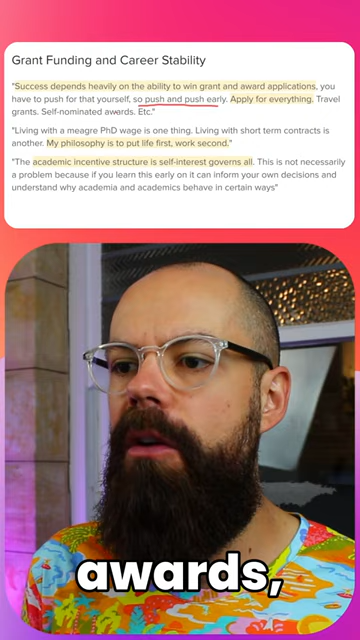 Grant Funding and Career Stability
"Success depends heavily on the ability to win grant and award applications, you
have to push for that yourself, so push and push early. Apply for everything. Travel
grants. Self-nominated awards. Etc."
"Living with a meagre PhD wage is one thing. Living with short term contracts is
another. My philosophy is to put life first, work second."
"The academic incentive structure is self-interest governs all. This is not necessarily
a problem because if you learn this early on it can inform your own decisions and
understand why academia and academics behave in certain ways"
awards,